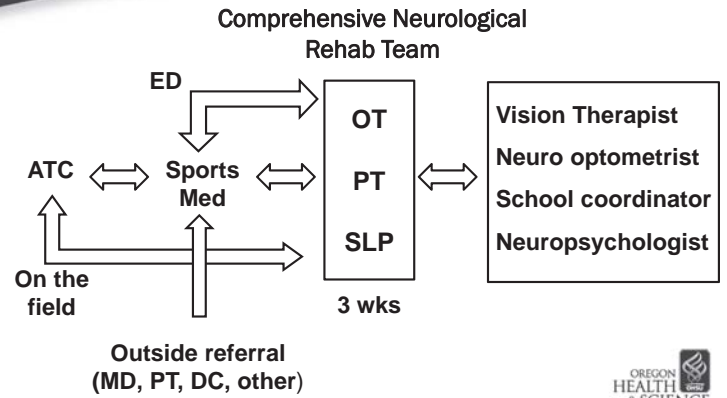 Comprehensive Neurological
Rehab Team
ED
ATC
Sports
Med
On the
field
Outside referral
(MD, PT, DC, other)
OT
PT
SLP
3 wks
Vision Therapist
Neuro optometrist
School coordinator
Neuropsychologist
OREGON
HEALTH
& SCIENCE